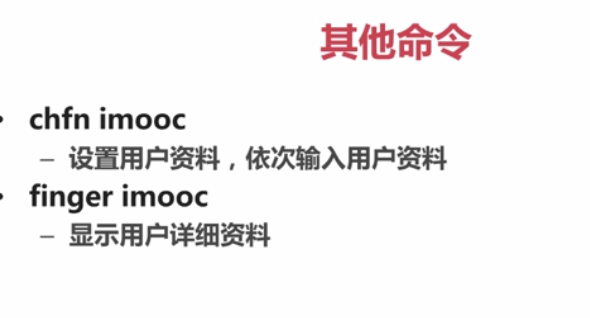 其他命令
• chfn imooc
– 设置用户资料，依次输入用户资料
• finger imooc
– 显示用户详细资料